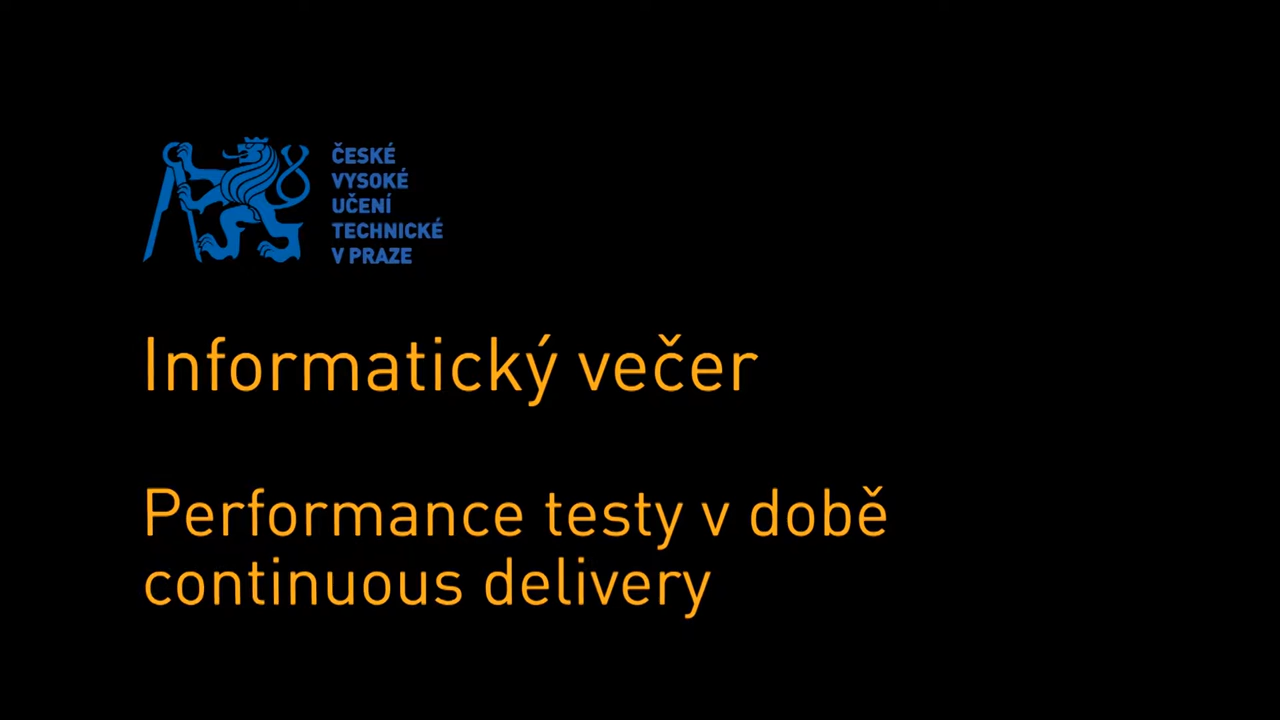 ČESKÉ
VYSOKÉ
UČENÍ
TECHNICKÉ
V PRAZE
Informatický večer
Performance testy v době
continuous delivery